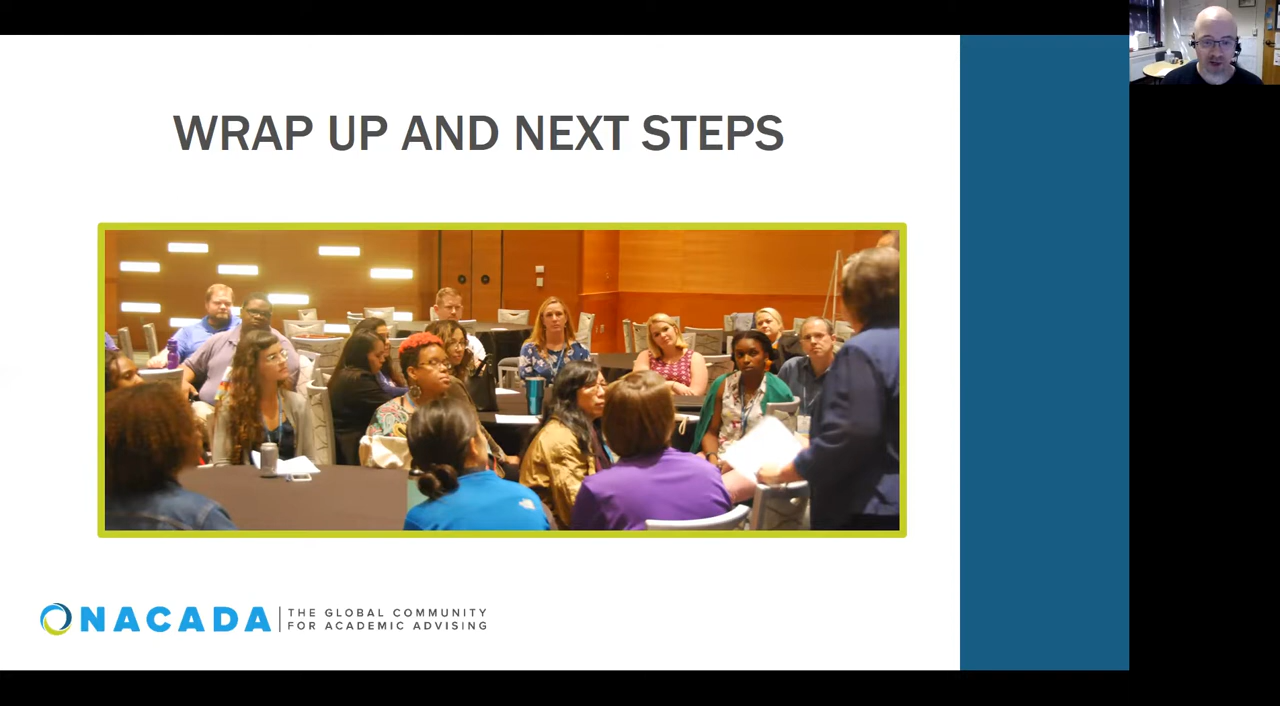 WRAP UP AND NEXT STEPS
NACADA
THE GLOBAL COMMUNITY
FOR ACADEMIC ADVISING